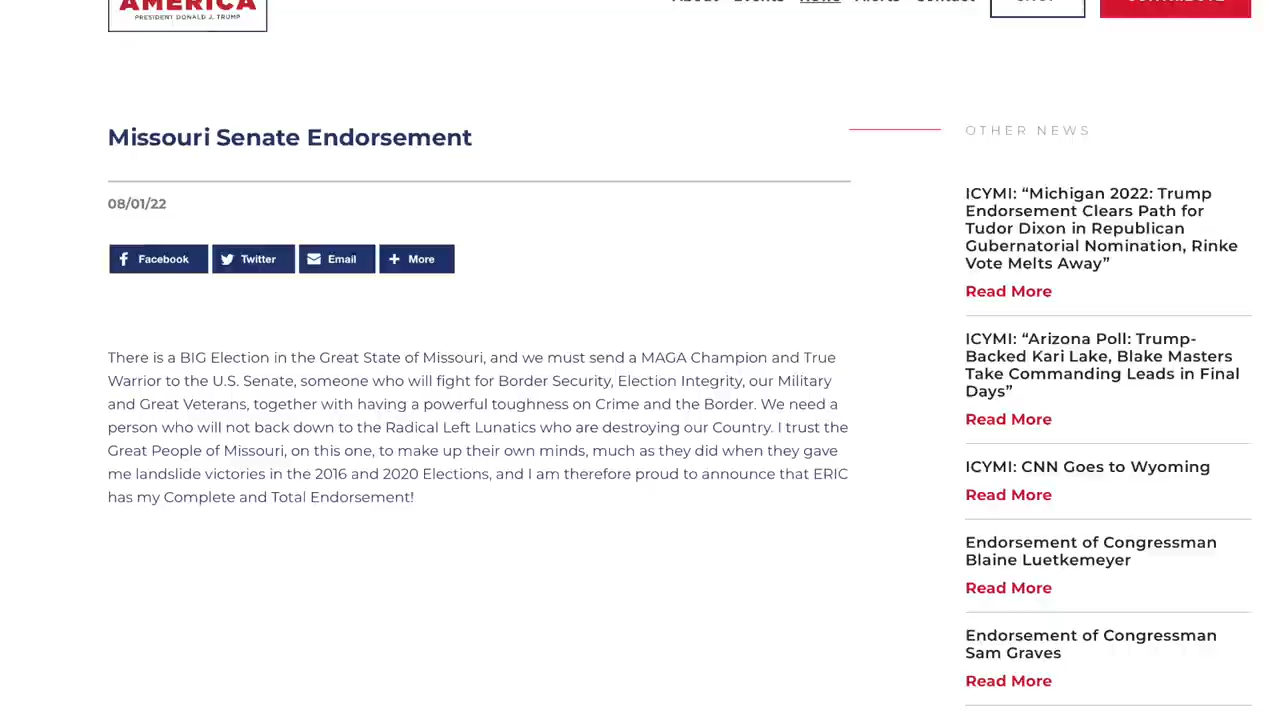 AMERICA
PRESIDENT DONALD J. TRUMP
About Events News Alerts Contact
CONTRIBUTE
Missouri Senate Endorsement
08/01/22
Facebook Twitter Email More
There is a BIG Election in the Great State of Missouri, and we must send a MAGA Champion and True
Warrior to the U.S. Senate, someone who will fight for Border Security, Election Integrity, our Military
and Great Veterans, together with having a powerful toughness on Crime and the Border. We need a
person who will not back down to the Radical Left Lunatics who are destroying our Country. I trust the
Great People of Missouri, on this one, to make up their own minds, much as they did when they gave
me landslide victories in the 2016 and 2020 Elections, and I am therefore proud to announce that ERIC
has my Complete and Total Endorsement!
OTHER NEWS
ICYMI: “Michigan 2022: Trump
Endorsement Clears Path for
Tudor Dixon in Republican
Gubernatorial Nomination, Rinke
Vote Melts Away”
Read More
ICYMI: “Arizona Poll: Trump-
Backed Kari Lake, Blake Masters
Take Commanding Leads in Final
Days”
Read More
ICYMI: CNN Goes to Wyoming
Read More
Endorsement of Congressman
Blaine Luetkemeyer
Read More
Endorsement of Congressman
Sam Graves
Read More